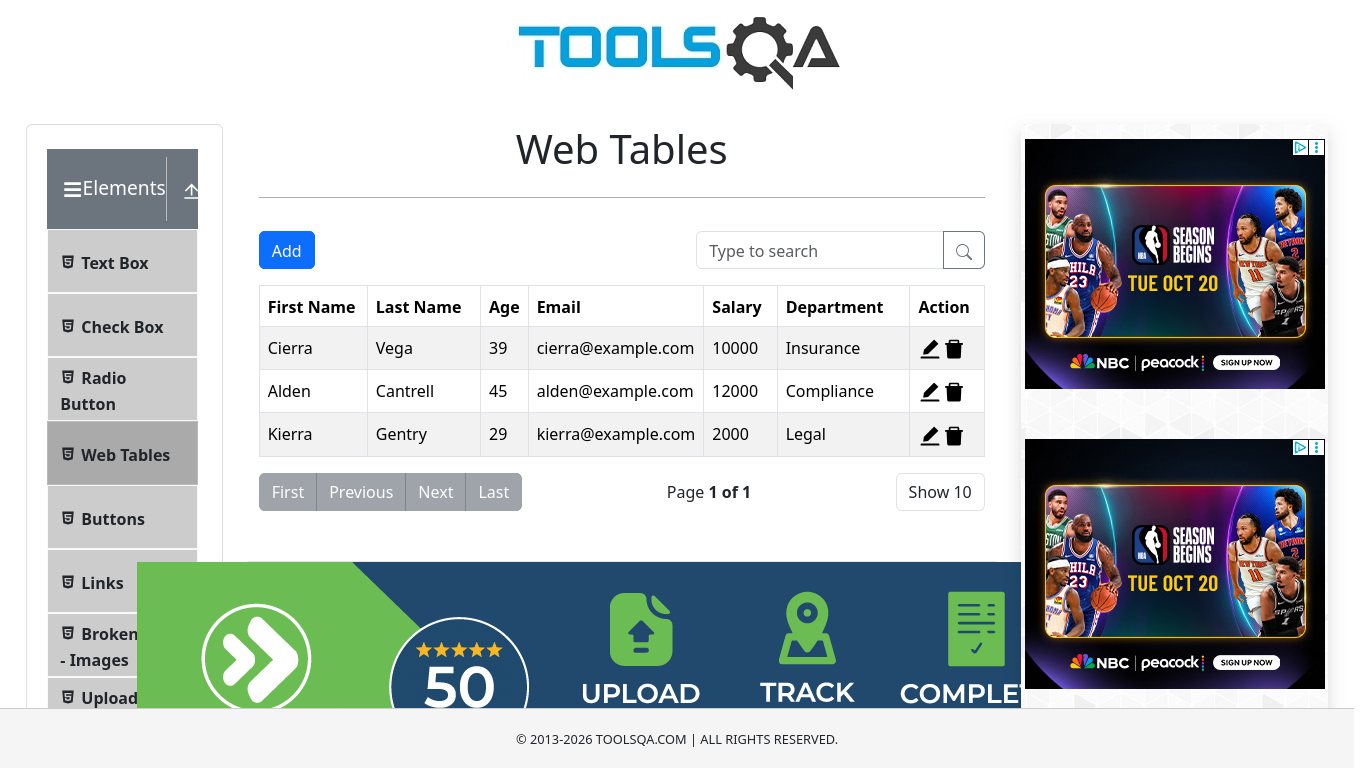 TOOLSQA
Web Tables
Elements
Text Box
Check Box
Radio
Button
Web Tables
Buttons
Links
Broken
- Images
Upload
Add
Type to search
First Name Last Name Age Email Salary Department Action
Cierra Vega 39 cierra@example.com 10000 Insurance
Alden Cantrell 45 alden@example.com 12000 Compliance
Kierra Gentry 29 kierra@example.com 2000 Legal
First Previous Next Last
Page 1 of 1
Show 10
50
UPLOAD
TRACK
NBA
SEASON
BEGINS
TUE OCT 20
NBC | peacock
SIGN UP NOW
NBA
SEASON
BEGINS
TUE OCT 20
NBC | peacock
SIGN UP NOW
© 2013-2026 TOOLSQA.COM | ALL RIGHTS RESERVED.